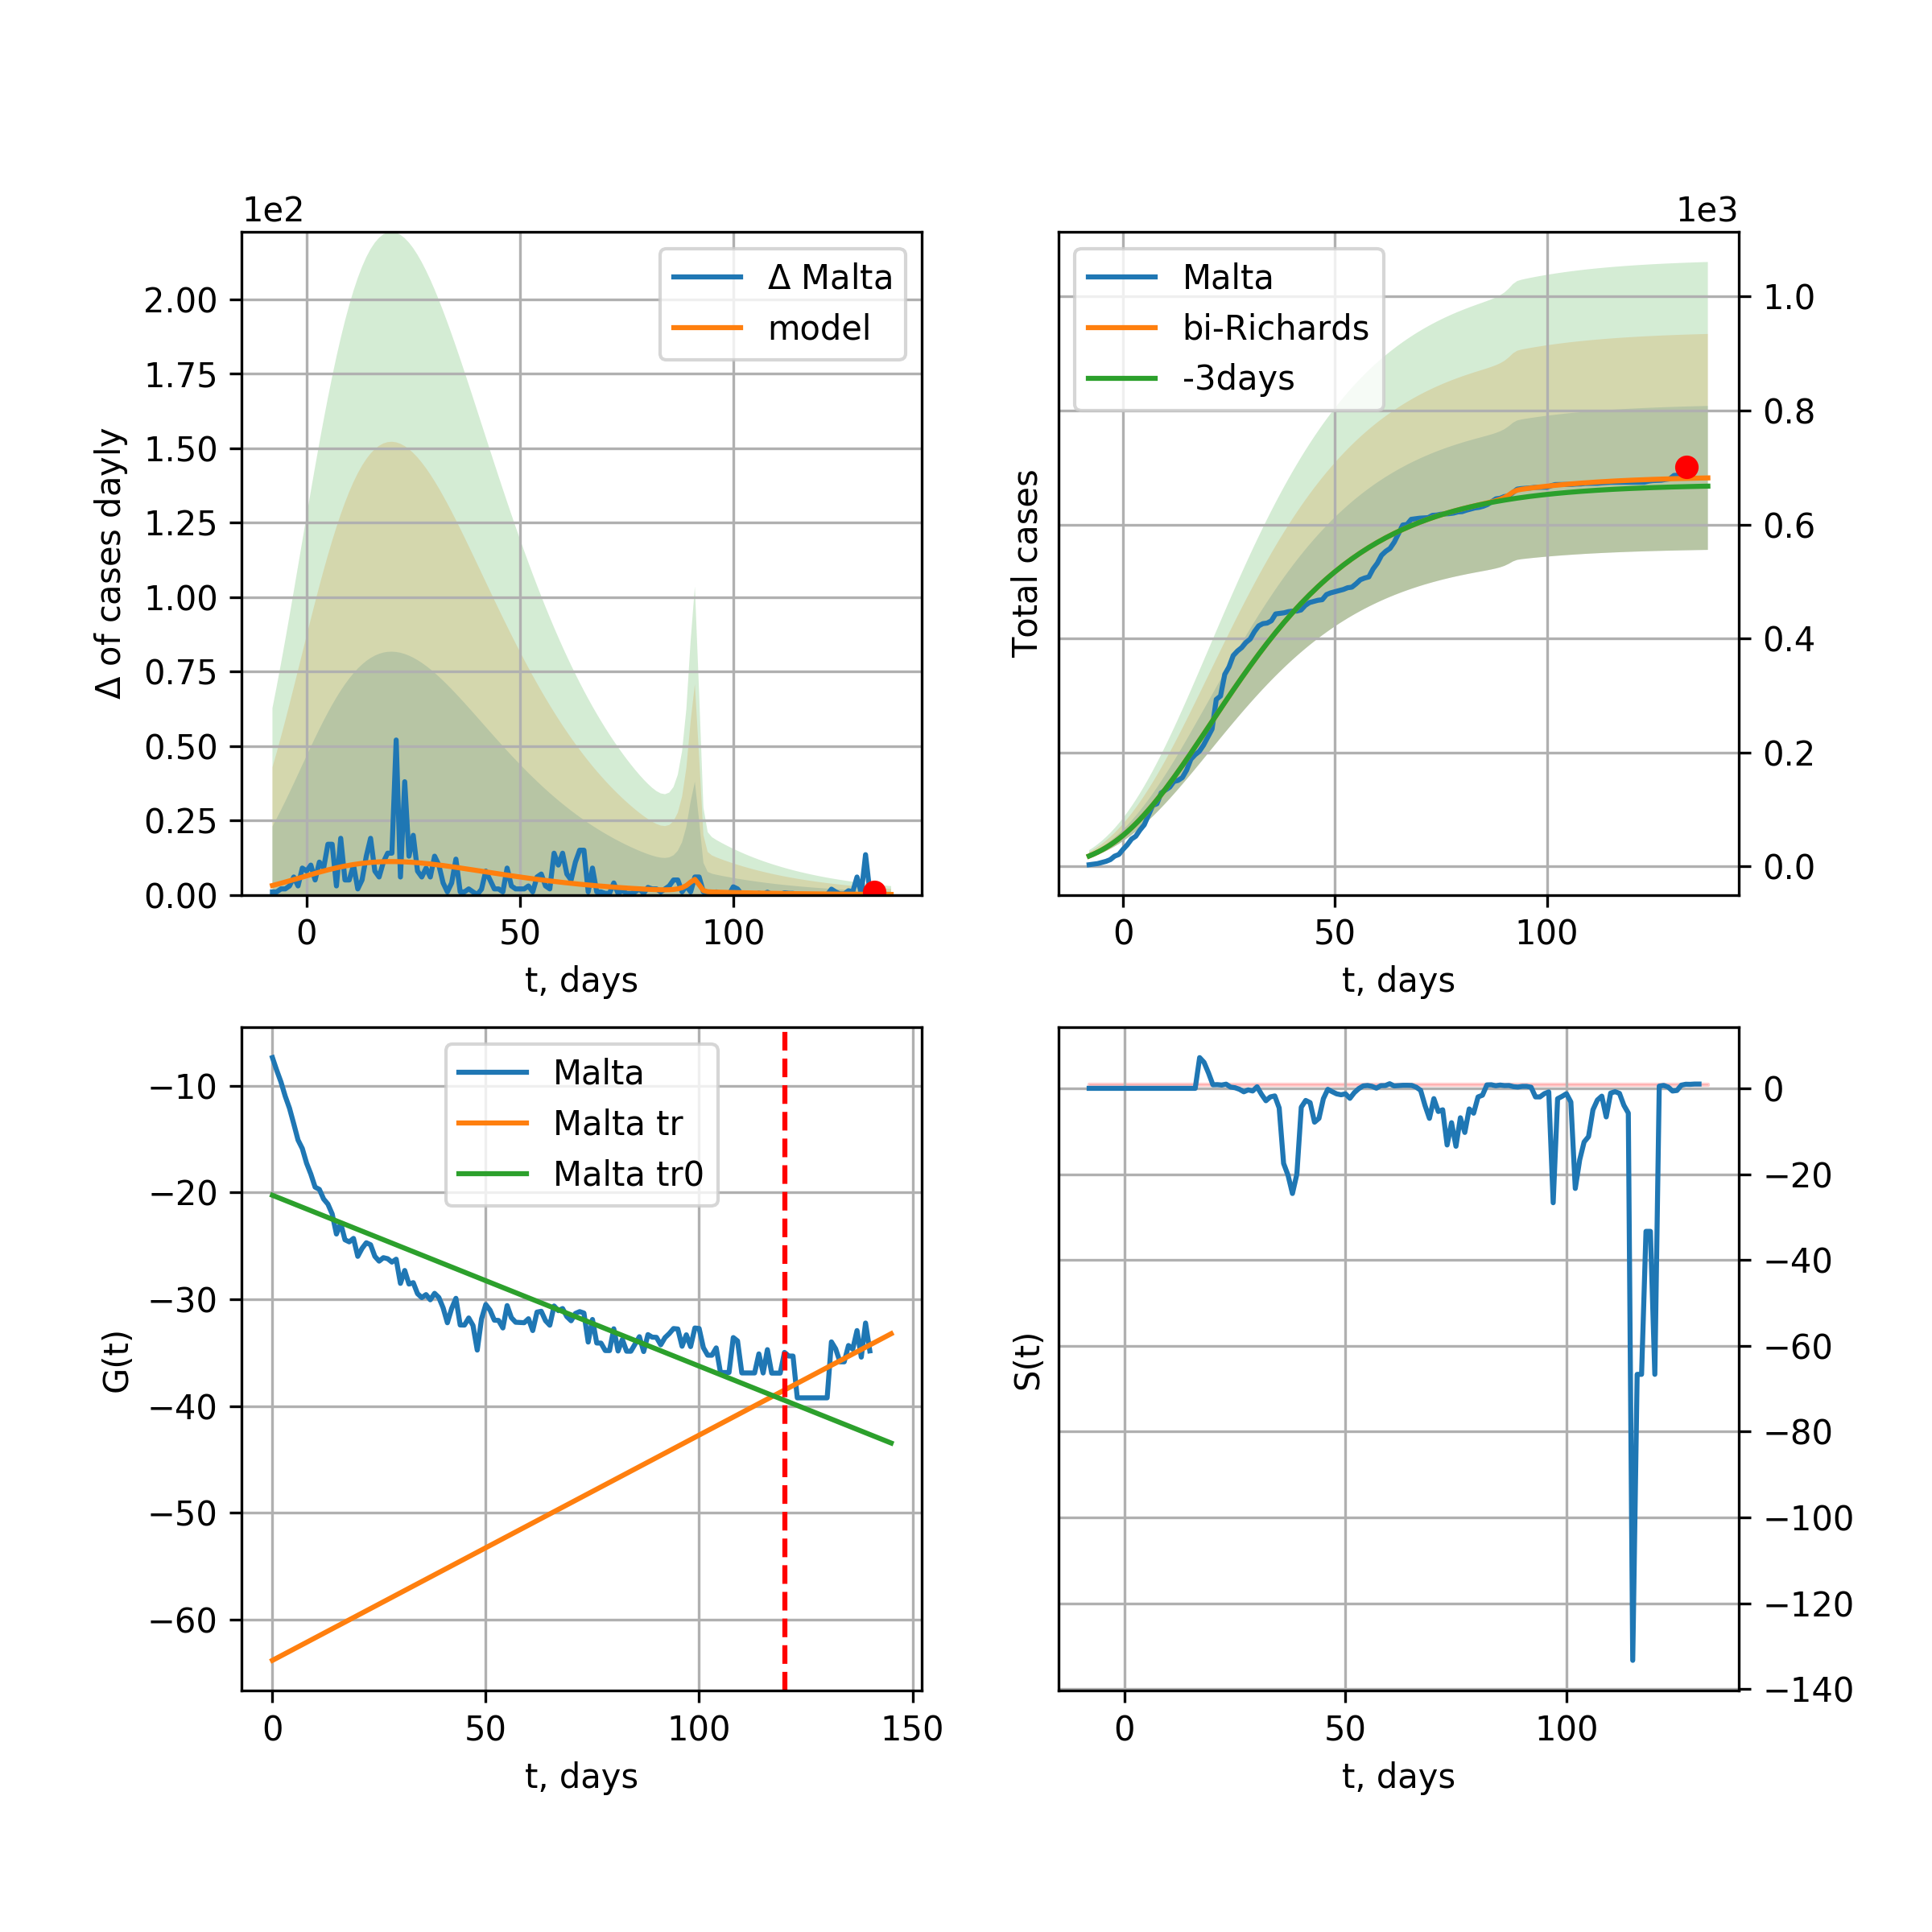 1e2
Δ of cases dayly
2.00
1.75
1.50
1.25
1.00
0.75
0.50
0.25
0.00
Δ Malta
model
0 50 100
t, days
1e3
Total cases
Malta
bi-Richards
-3days
1.0
0.8
0.6
0.4
0.2
0.0
0 50 100
t, days
G(t)
−10
−20
−30
−40
−50
−60
Malta
Malta tr
Malta tr0
0 50 100 150
t, days
S(t)
0
−20
−40
−60
−80
−100
−120
−140
0 50 100
t, days